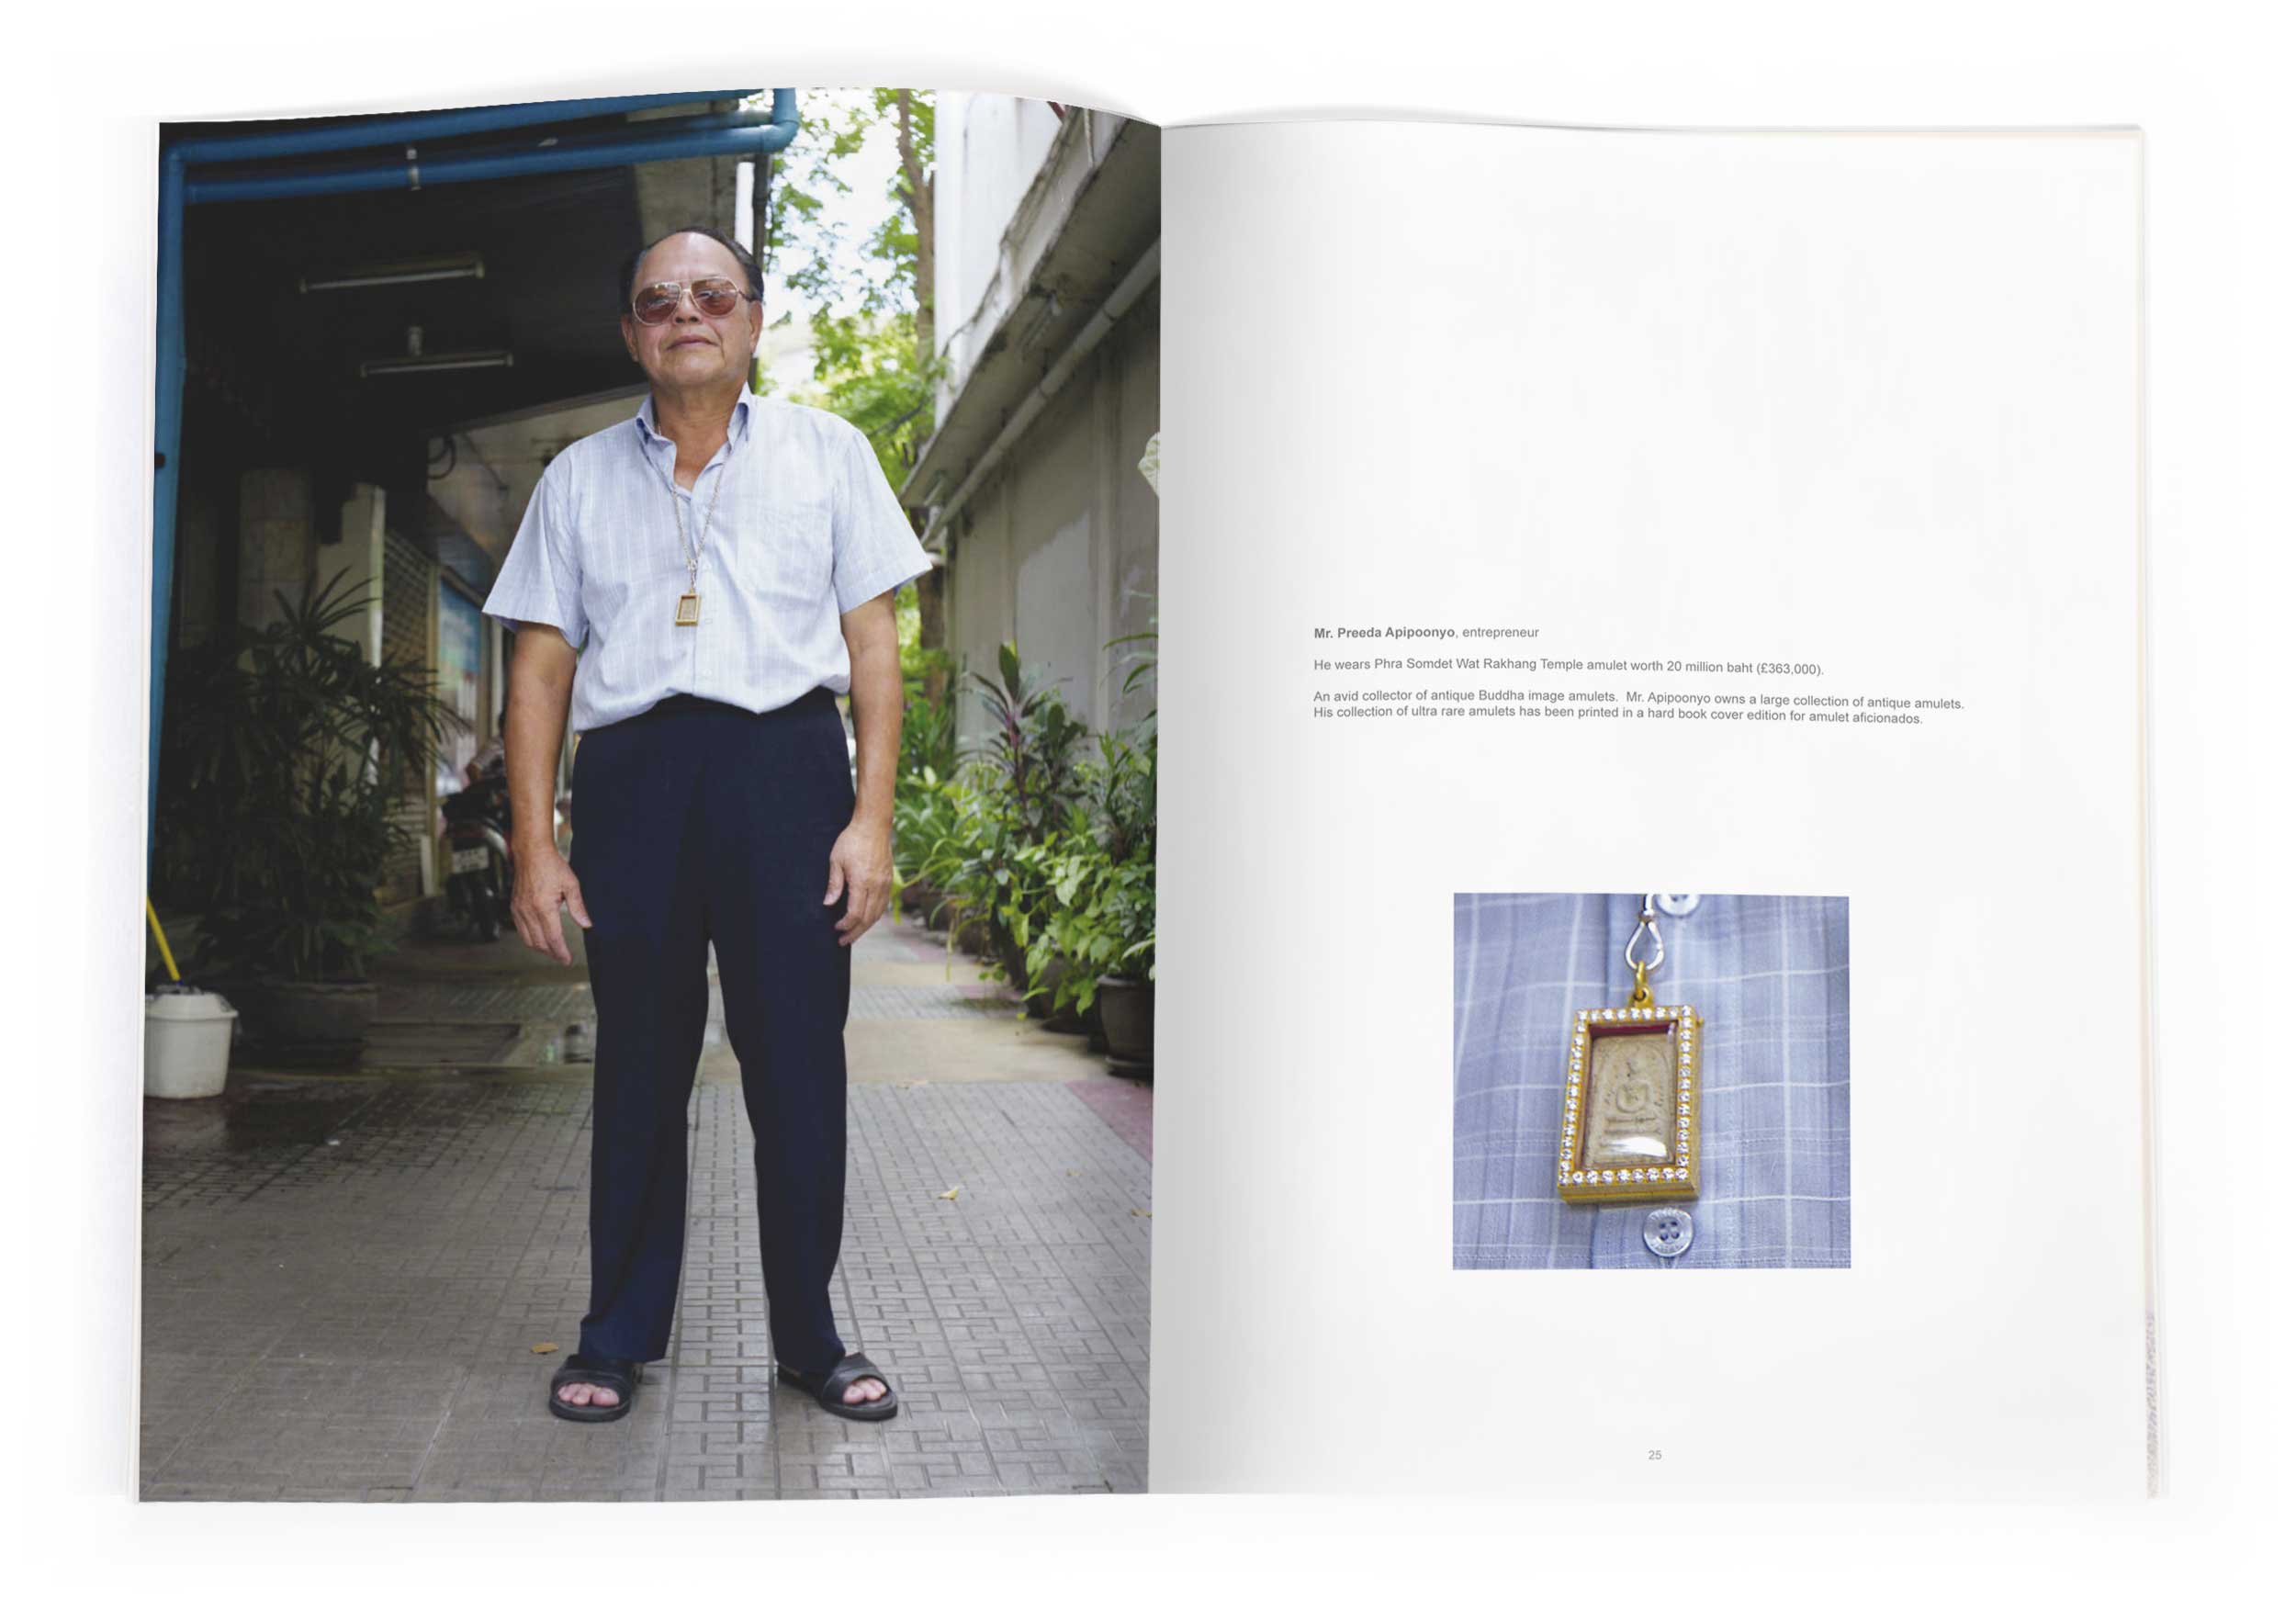 Mr. Preeda Apipoonyo, entrepreneur
He wears Phra Somdet Wat Rakhang Temple amulet worth 20 million baht (£363,000).
An avid collector of antique Buddha image amulets.  Mr. Apipoonyo owns a large collection of antique amulets.
His collection of ultra rare amulets has been printed in a hard book cover edition for amulet aficionados.
25